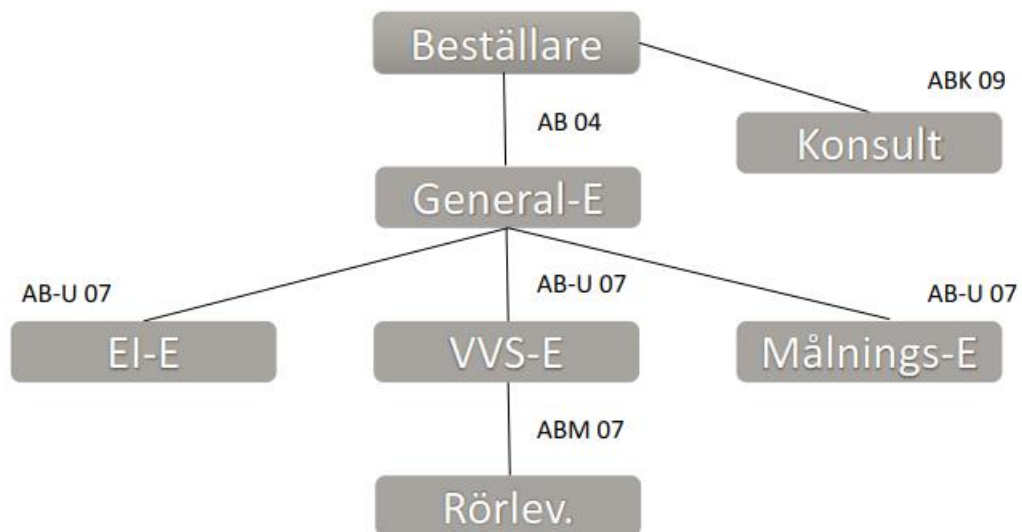 Beställare
ABK 09
AB 04
Konsult
General-E
AB-U 07
AB-U 07
AB-U 07
El-E
VVS-E
Målnings-E
ABM 07
Rörlev.